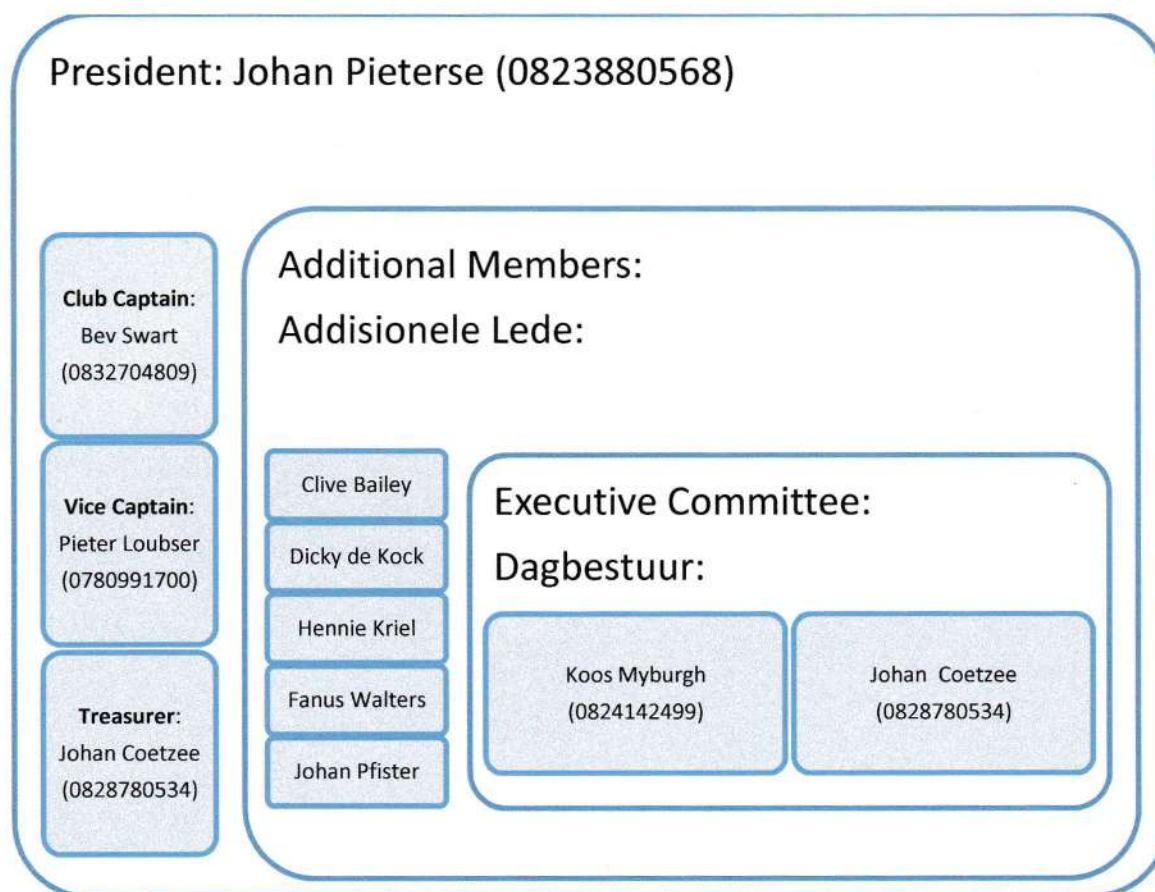 President: Johan Pieterse (0823880568)
Club Captain:
Bev Swart
(0832704809)
Vice Captain:
Pieter Loubser
(0780991700)
Treasurer:
Johan Coetzee
(0828780534)
Additional Members:
Addisionele Lede:
Clive Bailey
Dicky de Kock
Hennie Kriel
Fanus Walters
Johan Pfister
Executive Committee:
Dagbestuur:
Koos Myburgh
(0824142499)
Johan Coetzee
(0828780534)